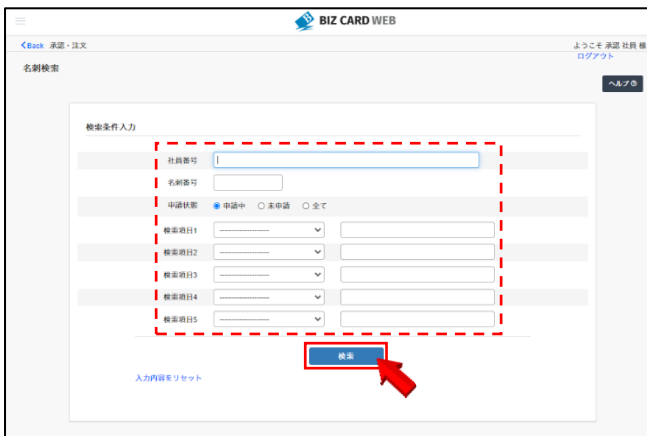 BIZ CARD WEB
Back 承認・注文
ようこそ 承認 社員 様
ログアウト
名刺検索
ヘルプ
検索条件入力
社員番号
名刺番号
申請状態 申請中 未申請 全て
検索項目1 --------------------
検索項目2 --------------------
検索項目3 --------------------
検索項目4 --------------------
検索項目5 --------------------
検索
入力内容をリセット